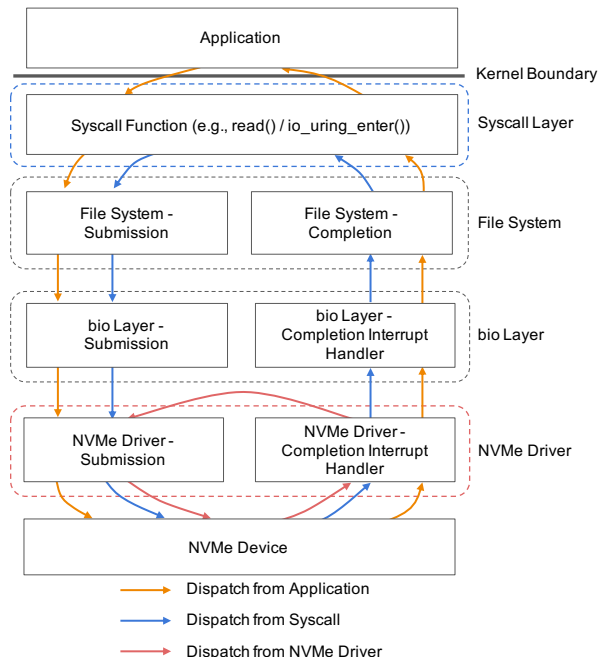 Application
Kernel Boundary
Syscall Function (e.g., read() / io_uring_enter())
Syscall Layer
File System -
Submission
File System -
Completion
File System
bio Layer -
Submission
bio Layer -
Completion Interrupt
Handler
bio Layer
NVMe Driver -
Submission
NVMe Driver -
Completion Interrupt
Handler
NVMe Driver
NVMe Device
Dispatch from Application
Dispatch from Syscall
Dispatch from NVMe Driver